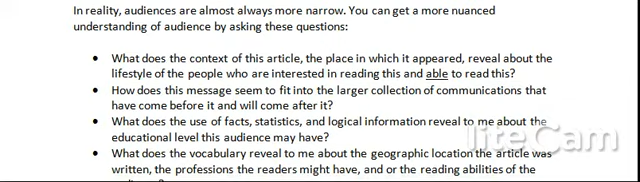 In reality, audiences are almost always more narrow. You can get a more nuanced
understanding of audience by asking these questions:
• What does the context of this article, the place in which it appeared, reveal about the
lifestyle of the people who are interested in reading this and able to read this?
• How does this message seem to fit into the larger collection of communications that
have come before it and will come after it?
• What does the use of facts, statistics, and logical information reveal to me about the
educational level this audience may have?
• What does the vocabulary reveal to me about the geographic location the article was
written, the professions the readers might have, and or the reading abilities of the
liteCam